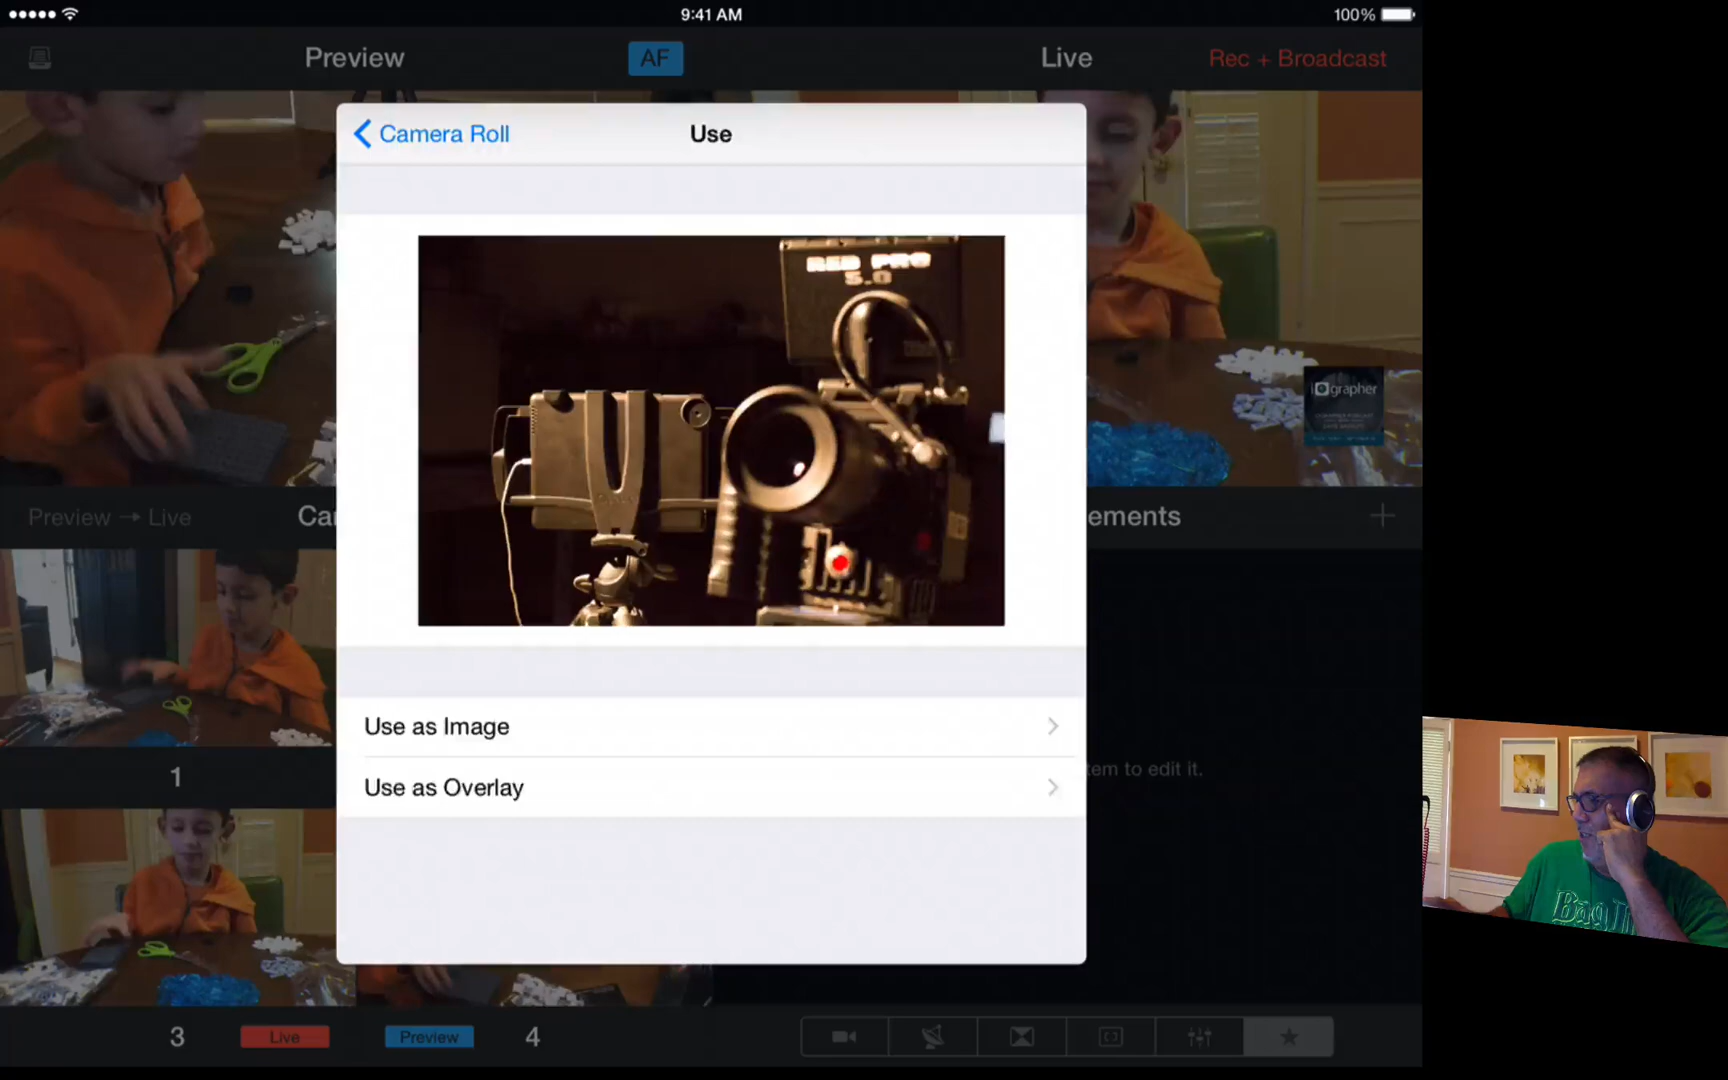 9:41 AM
100%
Preview
AF
Live
Rec + Broadcast
Camera Roll
Use
RED PRO
5.0
grapher
Preview → Live
Ca
ements
Use as Image
Use as Overlay
tem to edit it.
1
3
Live
Preview
4